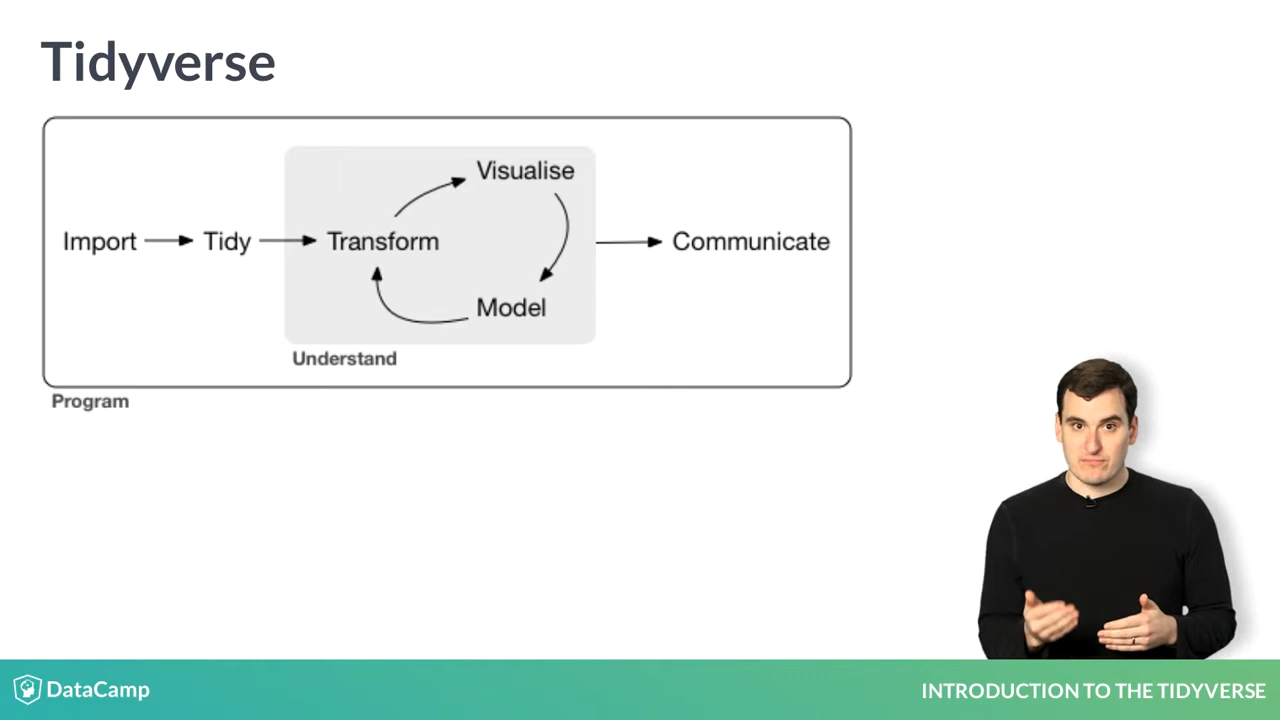 Tidyverse
Visualise
Import
Tidy
Transform
Communicate
Model
Understand
Program
DataCamp
INTRODUCTION TO THE TIDYVERSE